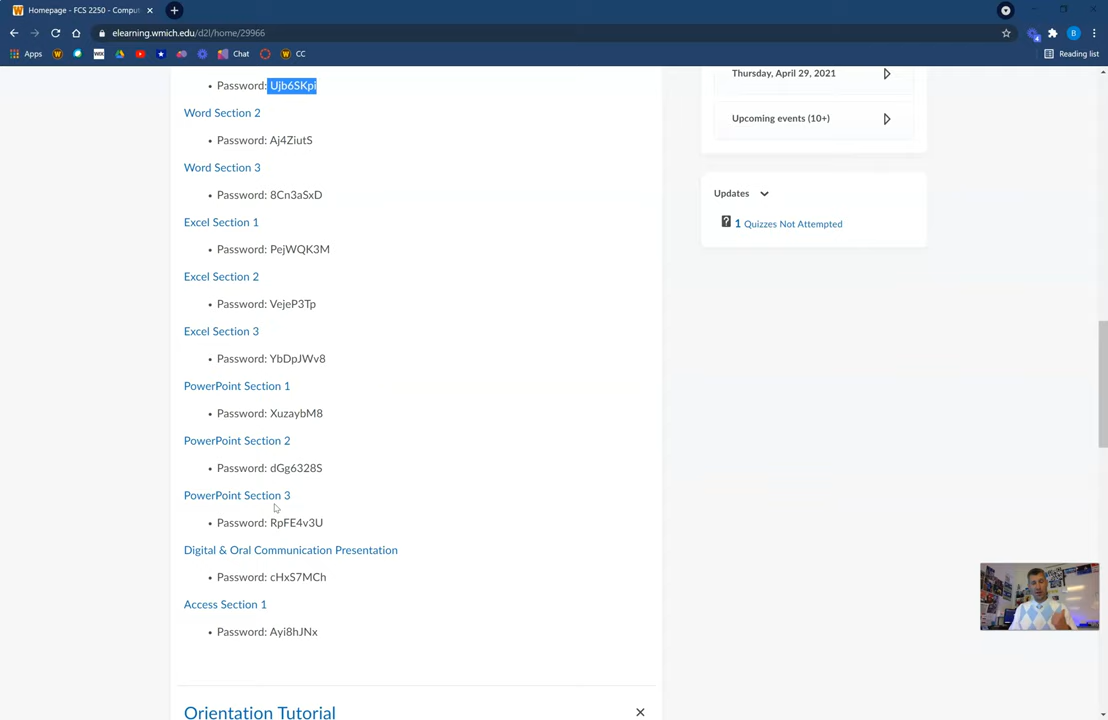 Homepage - FCS 2250 - Comput
elearning.wmich.edu/d2l/home/29966
B
Apps
Chat
CC
Reading list
Password: Ujb6SKpi
Word Section 2
• Password: Aj4ZiutS
Word Section 3
• Password: 8Cn3aSxD
Excel Section 1
• Password: PejWQK3M
Excel Section 2
• Password: VejeP3Tp
Excel Section 3
• Password: YbDpJWv8
PowerPoint Section 1
• Password: XuzaybM8
PowerPoint Section 2
• Password: dGg6328S
PowerPoint Section 3
• Password: RpFE4v3U
Digital & Oral Communication Presentation
• Password: cHxS7MCh
Access Section 1
• Password: Ayi8hJNx
Orientation Tutorial
Thursday, April 29, 2021
Upcoming events (10+)
Updates
1 Quizzes Not Attempted